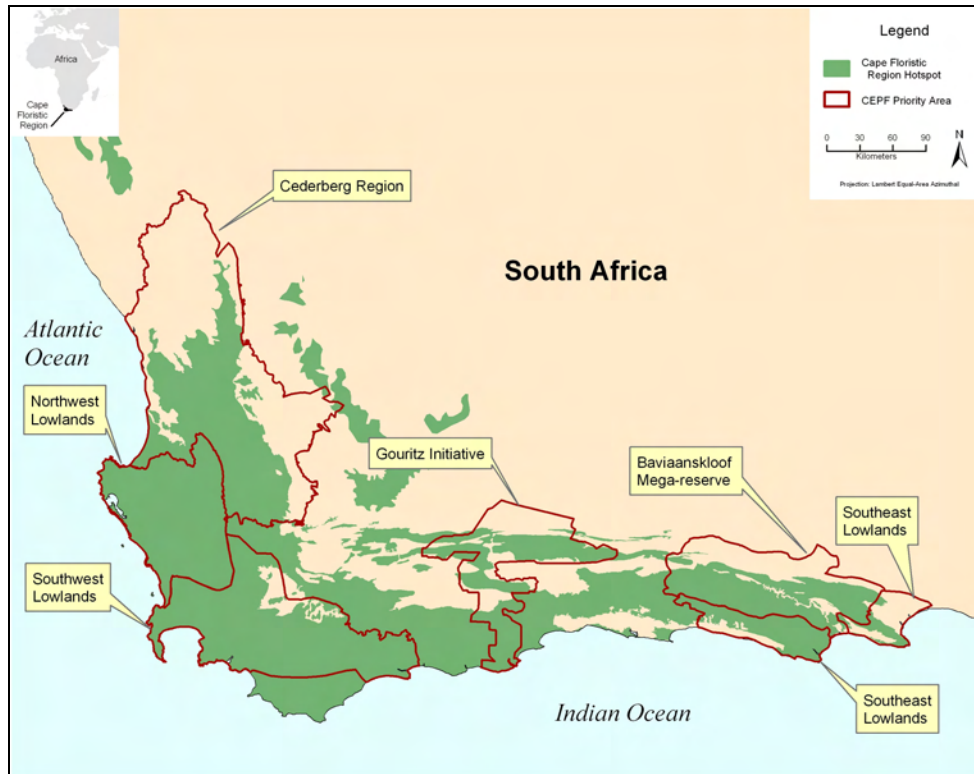 Africa
Cape
Floristic
Region
Legend
Cape Floristic
Region Hotspot
CEPF Priority Area
N
0 30 60 90
Kilometers
Projection: Lambert Equal-Area Azimuthal
Cederberg Region
South Africa
Atlantic
Ocean
Northwest
Lowlands
Gouritz Initiative
Baviaanskloof
Mega-reserve
Southeast
Lowlands
Southwest
Lowlands
Indian Ocean
Southeast
Lowlands